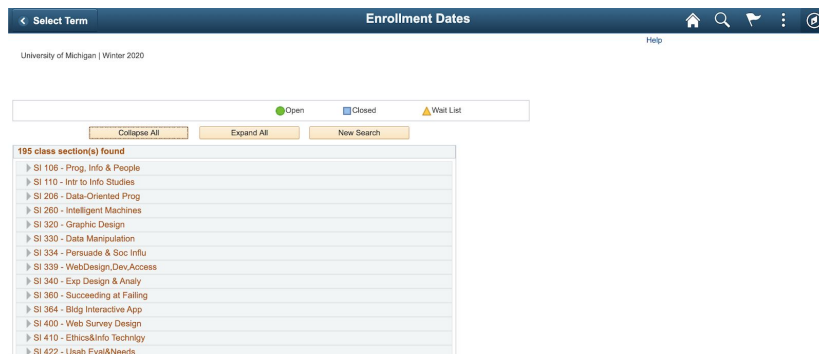 Select Term
Enrollment Dates
Help
University of Michigan | Winter 2020
Open Closed Wait List
Collapse All Expand All New Search
195 class section(s) found
SI 106 - Prog, Info & People
SI 110 - Intr to Info Studies
SI 206 - Data-Oriented Prog
SI 260 - Intelligent Machines
SI 320 - Graphic Design
SI 330 - Data Manipulation
SI 334 - Persuade & Soc Influ
SI 339 - WebDesign,Dev,Access
SI 340 - Exp Design & Analy
SI 360 - Succeeding at Failing
SI 364 - Bldg Interactive App
SI 400 - Web Survey Design
SI 410 - Ethics&Info Technlgy
SI 422 - Usab Eval&Needs